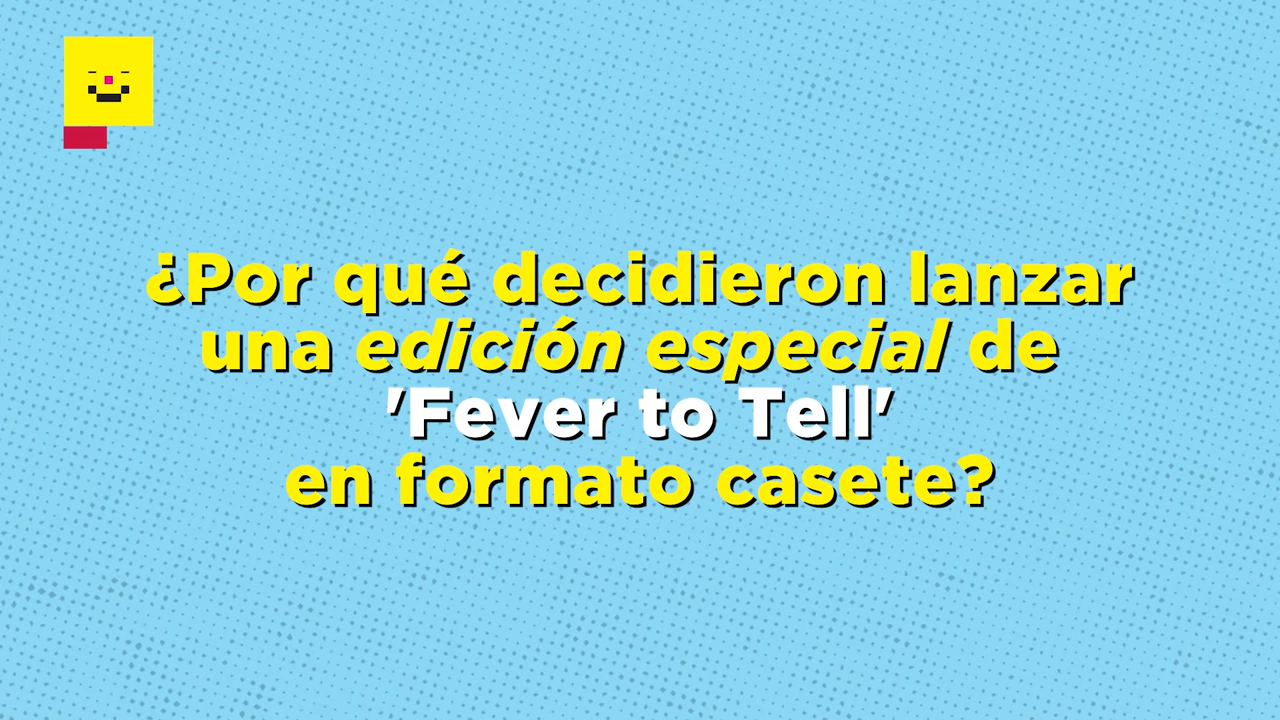 ¿Por qué decidieron lanzar
una edición especial de
'Fever to Tell'
en formato casete?